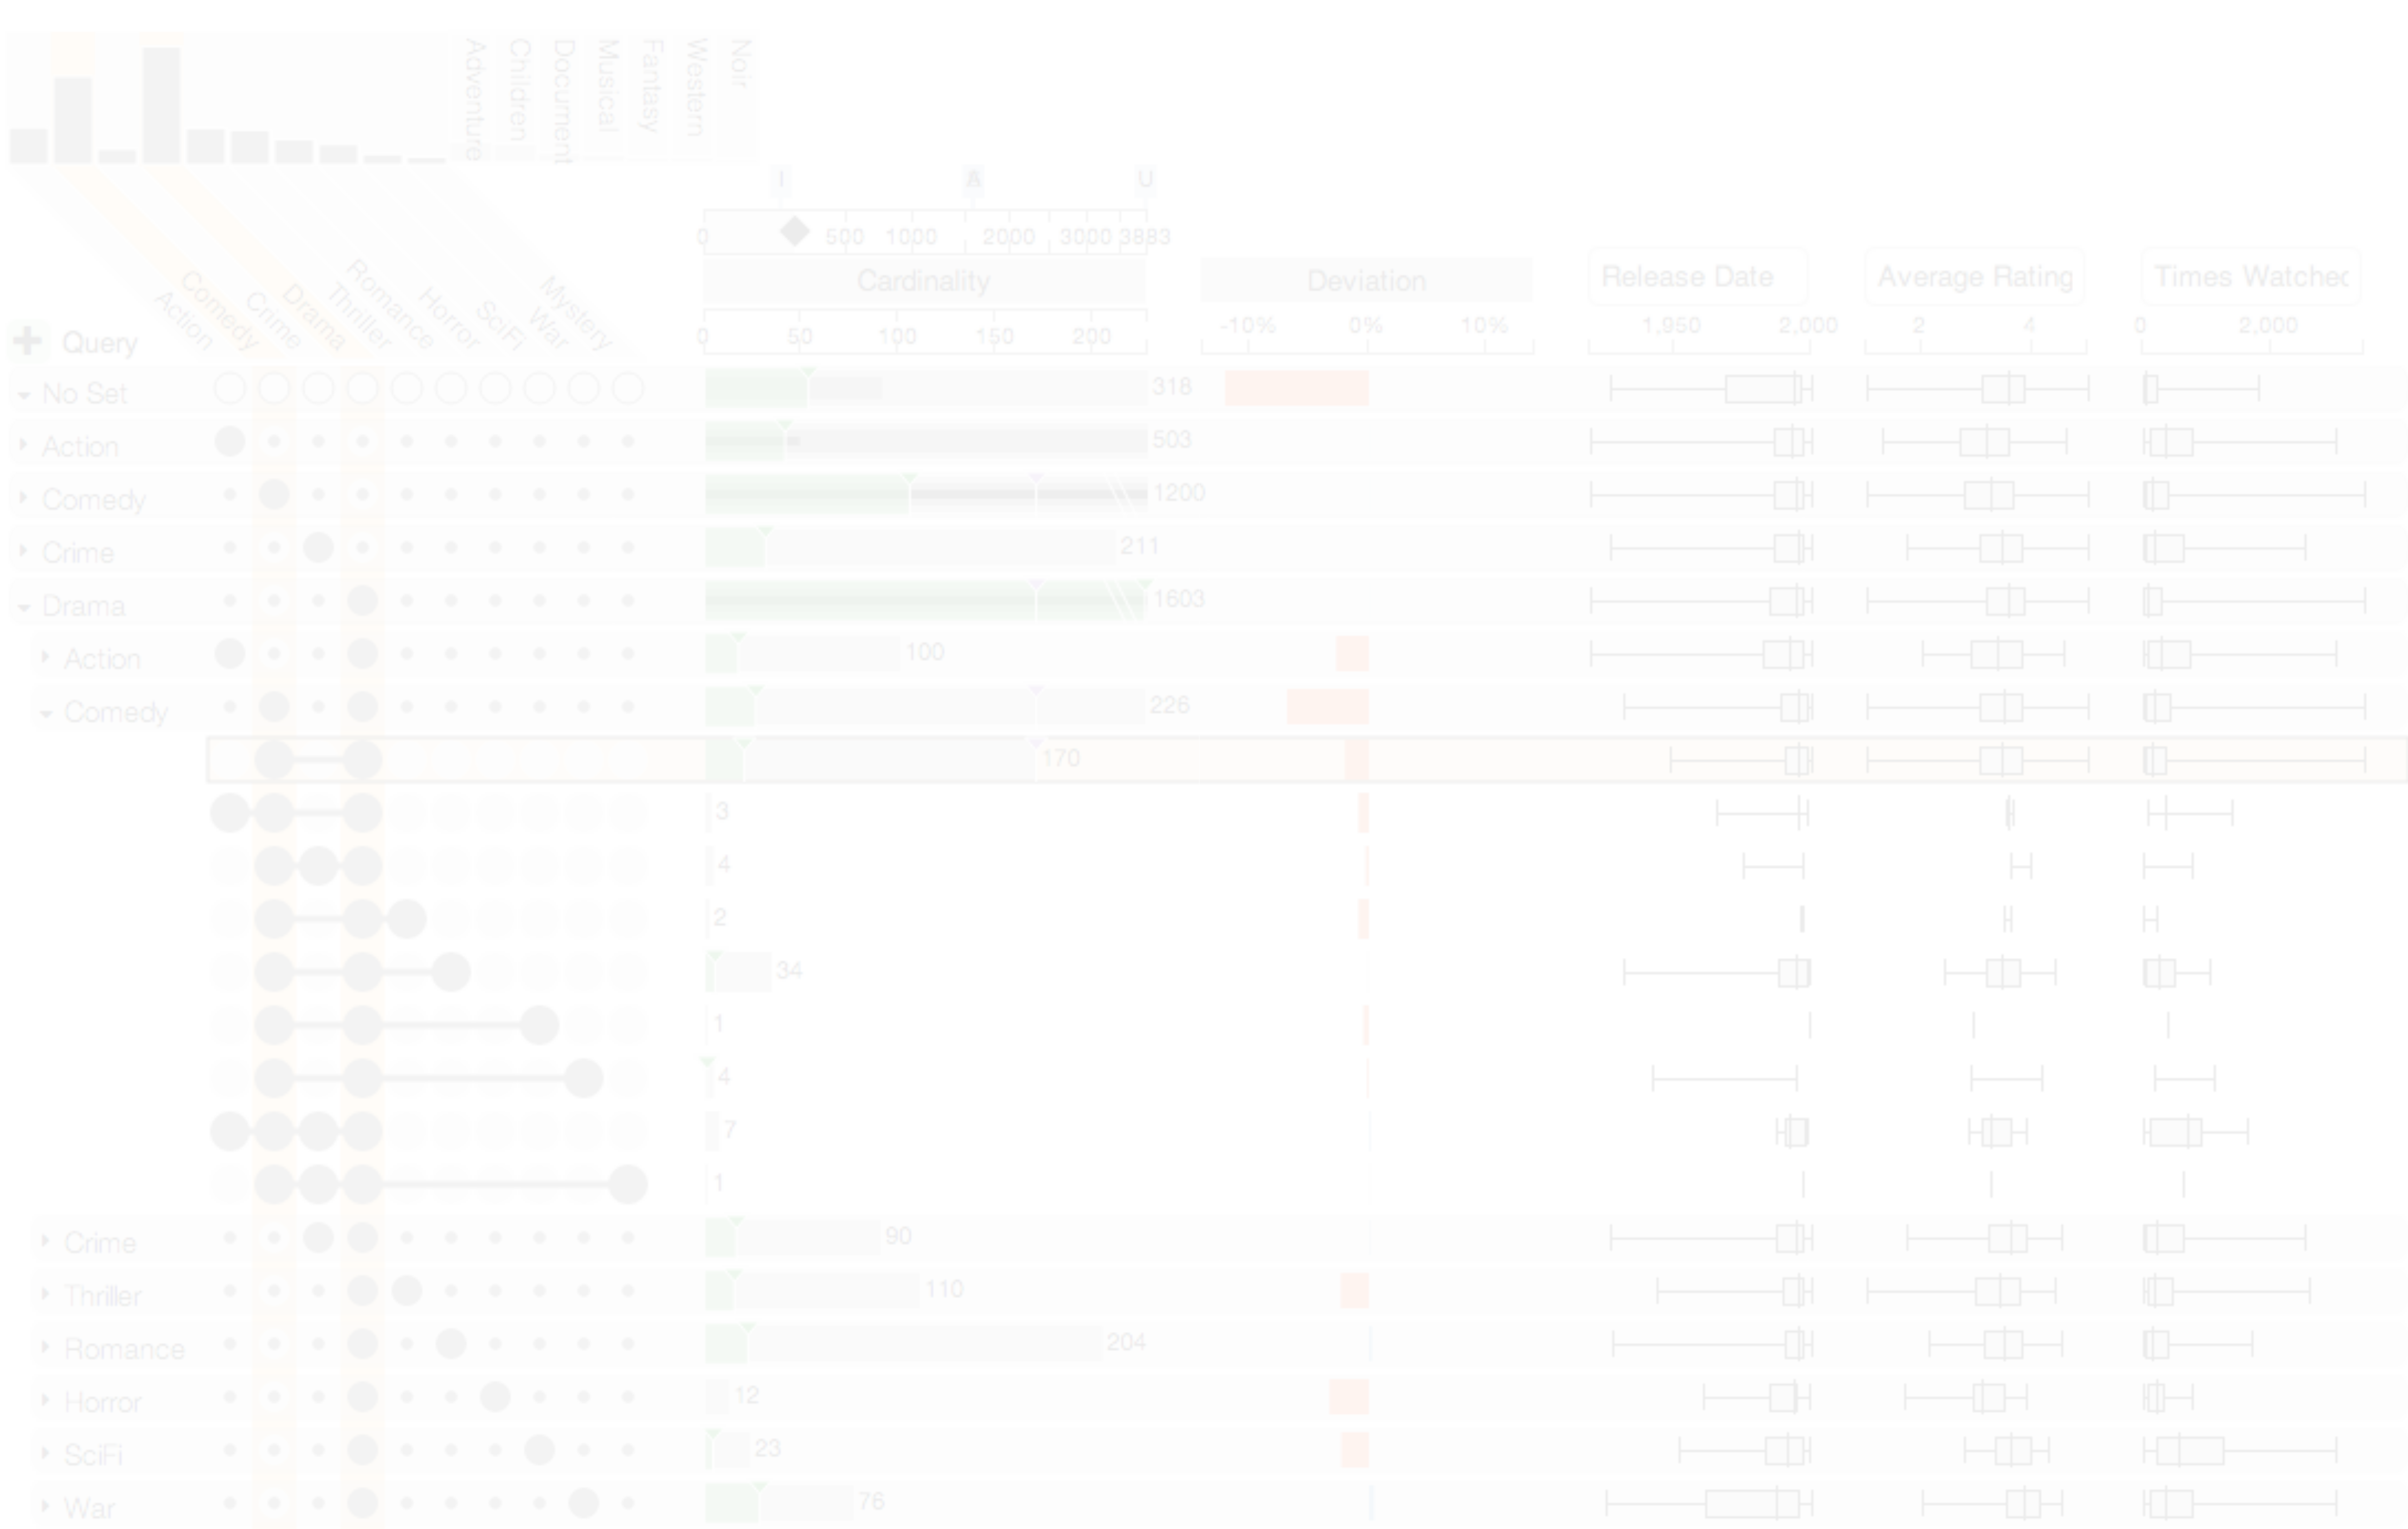 Adventure
Children
Document
Musical
Fantasy
Western
Noir
I A U
0 500 1000 2000 3000 3883
Action
Comedy
Crime
Drama
Thriller
Romance
Horror
SciFi
War
Mystery
Cardinality Deviation Release Date Average Rating Times Watched
Query 0 50 100 150 200 -10% 0% 10% 1,950 2,000 2 4 0 2,000
No Set 318
Action 503
Comedy 1200
Crime 211
Drama 1603
Action 100
Comedy 226
170
3
4
2
34
1
4
7
1
Crime 90
Thriller 110
Romance 204
Horror 12
SciFi 23
War 76